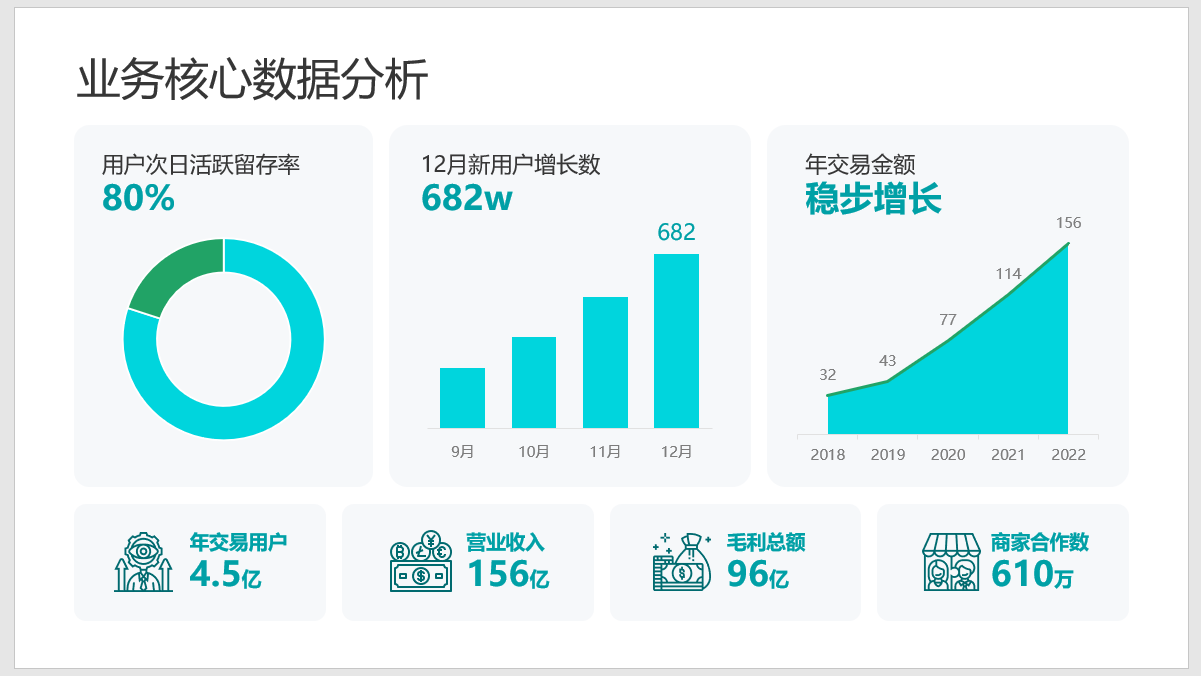 业务核心数据分析
用户次日活跃留存率
80%
12月新用户增长数
682w
682
9月
10月
11月
12月
年交易金额
稳步增长
156
114
77
43
32
2018
2019
2020
2021
2022
年交易用户
4.5亿
营业收入
156亿
毛利总额
96亿
商家合作数
610万